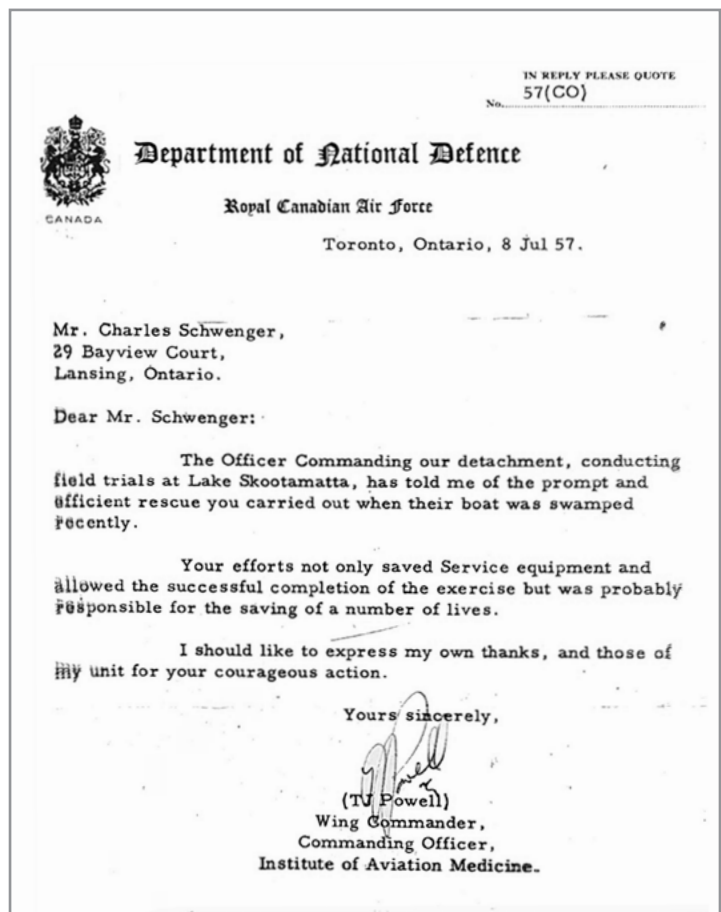 IN REPLY PLEASE QUOTE
No. 57(CO)
Department of National Defence
CANADA
Royal Canadian Air Force
Toronto, Ontario, 8 Jul 57.
Mr. Charles Schwenger,
29 Bayview Court,
Lansing, Ontario.
Dear Mr. Schwenger:
The Officer Commanding our detachment, conducting
field trials at Lake Skootamatta, has told me of the prompt and
efficient rescue you carried out when their boat was swamped
recently.
Your efforts not only saved Service equipment and
allowed the successful completion of the exercise but was probably
responsible for the saving of a number of lives.
I should like to express my own thanks, and those of
my unit for your courageous action.
Yours sincerely,
Powell
(TJ Powell)
Wing Commander,
Commanding Officer,
Institute of Aviation Medicine.